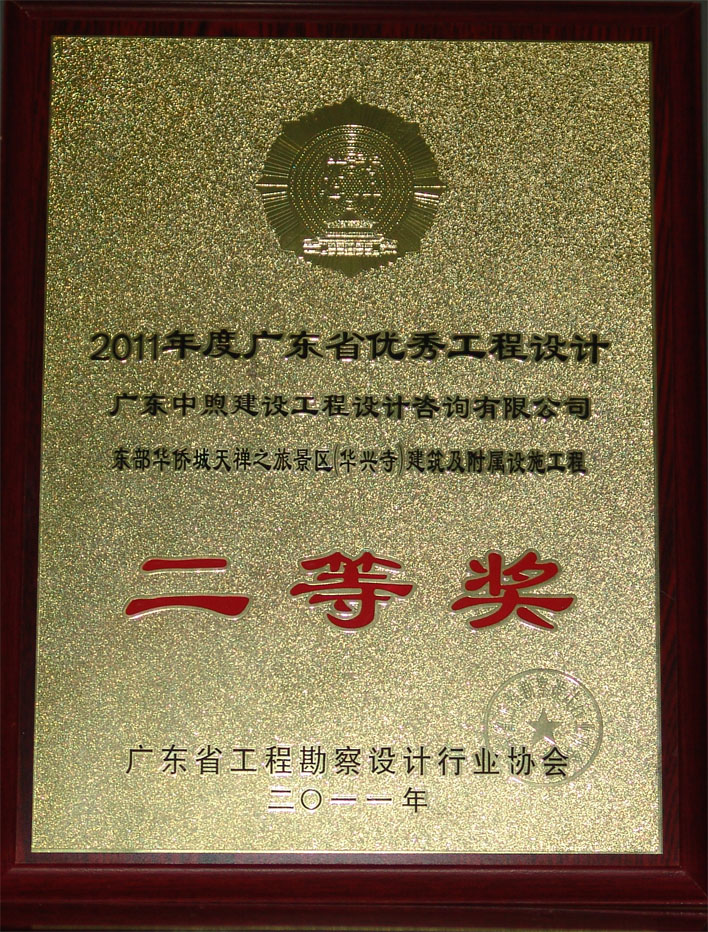 2011年度广东省优秀工程设计
广东中煦建设工程设计咨询有限公司
东部华侨城天禅之旅景区(华兴寺)建筑及附属设施工程
二等奖
广东省工程勘察设计行业协会
二〇一一年